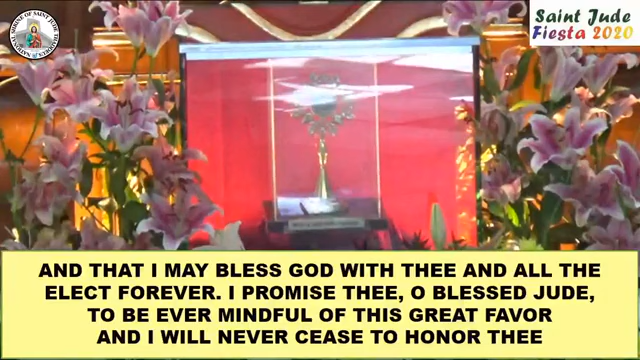 Saint Jude
Fiesta 2020
AND THAT I MAY BLESS GOD WITH THEE AND ALL THE
ELECT FOREVER. I PROMISE THEE, O BLESSED JUDE,
TO BE EVER MINDFUL OF THIS GREAT FAVOR
AND I WILL NEVER CEASE TO HONOR THEE